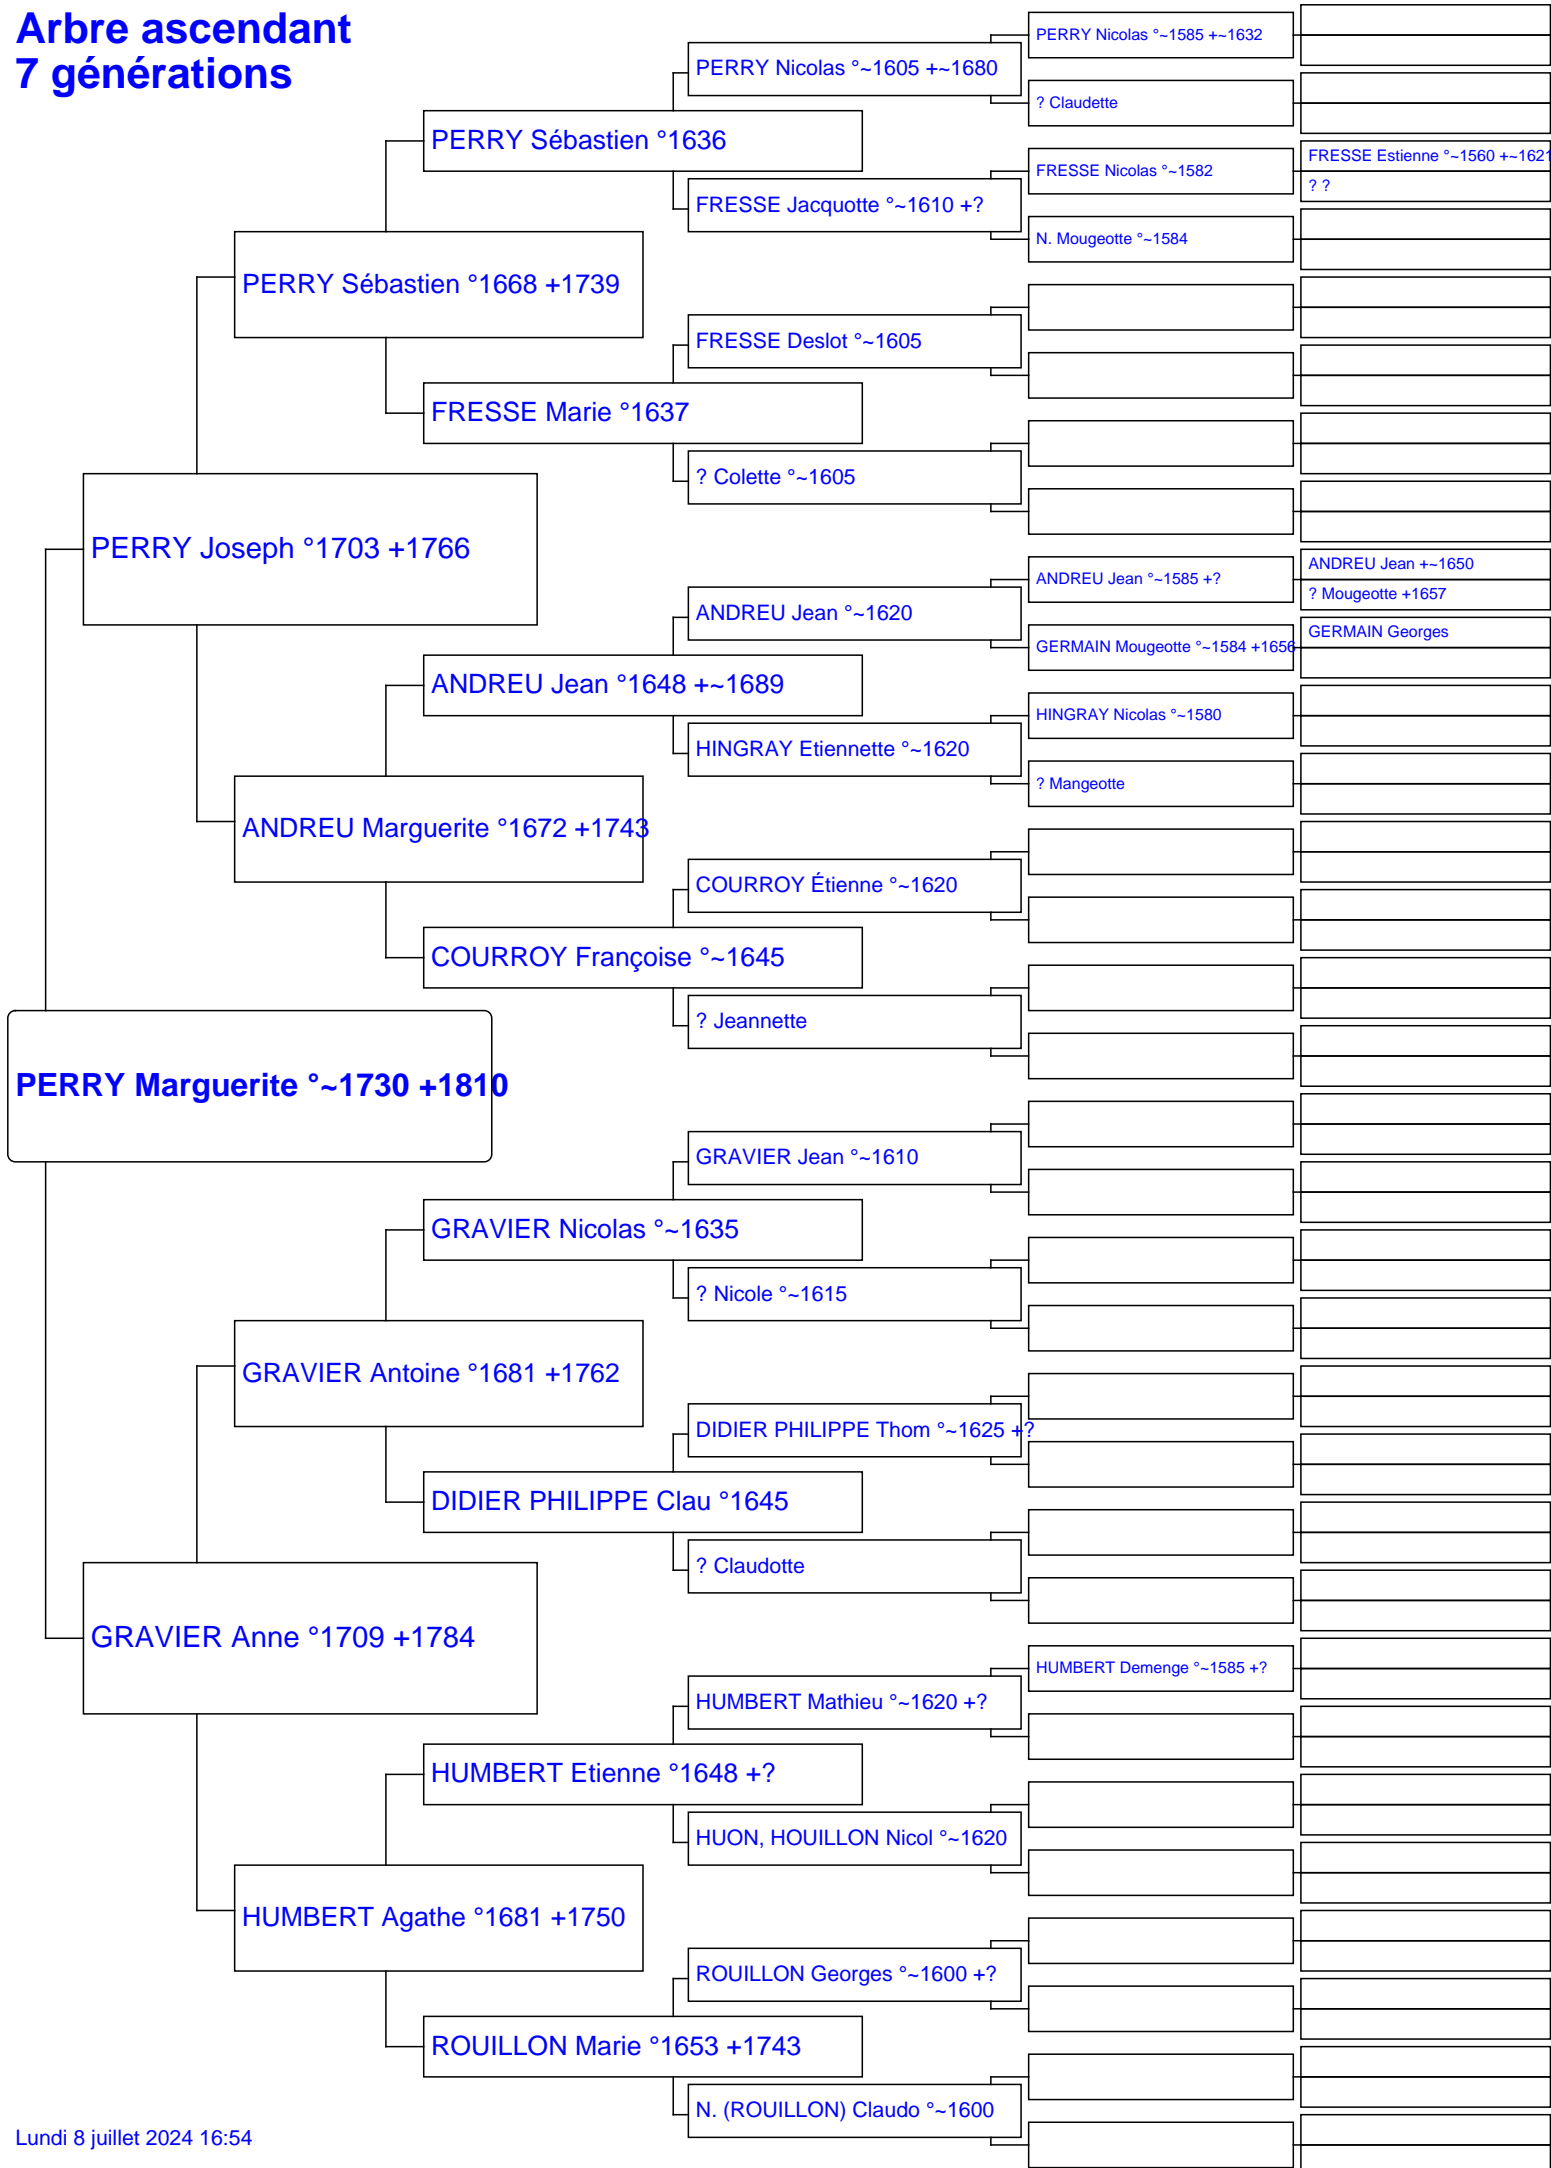 Arbre ascendant
7 générations
PERRY Nicolas °~1585 +~1632
PERRY Nicolas °~1605 +~1680
? Claudette
PERRY Sébastien °1636
FRESSE Estienne °~1560 +~1621
FRESSE Nicolas °~1582
? ?
FRESSE Jacquotte °~1610 +?
N. Mougeotte °~1584
PERRY Sébastien °1668 +1739
FRESSE Deslot °~1605
FRESSE Marie °1637
? Colette °~1605
PERRY Joseph °1703 +1766
ANDREU Jean +~1650
ANDREU Jean °~1585 +?
? Mougeotte +1657
ANDREU Jean °~1620
GERMAIN Georges
GERMAIN Mougeotte °~1584 +1656
ANDREU Jean °1648 +~1689
HINGRAY Nicolas °~1580
HINGRAY Etiennette °~1620
? Mangeotte
ANDREU Marguerite °1672 +1743
COURROY Étienne °~1620
COURROY Françoise °~1645
? Jeannette
PERRY Marguerite °~1730 +1810
GRAVIER Jean °~1610
GRAVIER Nicolas °~1635
? Nicole °~1615
GRAVIER Antoine °1681 +1762
DIDIER PHILIPPE Thom °~1625 +?
DIDIER PHILIPPE Clau °1645
? Claudotte
GRAVIER Anne °1709 +1784
HUMBERT Demenge °~1585 +?
HUMBERT Mathieu °~1620 +?
HUMBERT Etienne °1648 +?
HUON, HOUILLON Nicol °~1620
HUMBERT Agathe °1681 +1750
ROUILLON Georges °~1600 +?
ROUILLON Marie °1653 +1743
N. (ROUILLON) Claudo °~1600
Lundi 8 juillet 2024 16:54